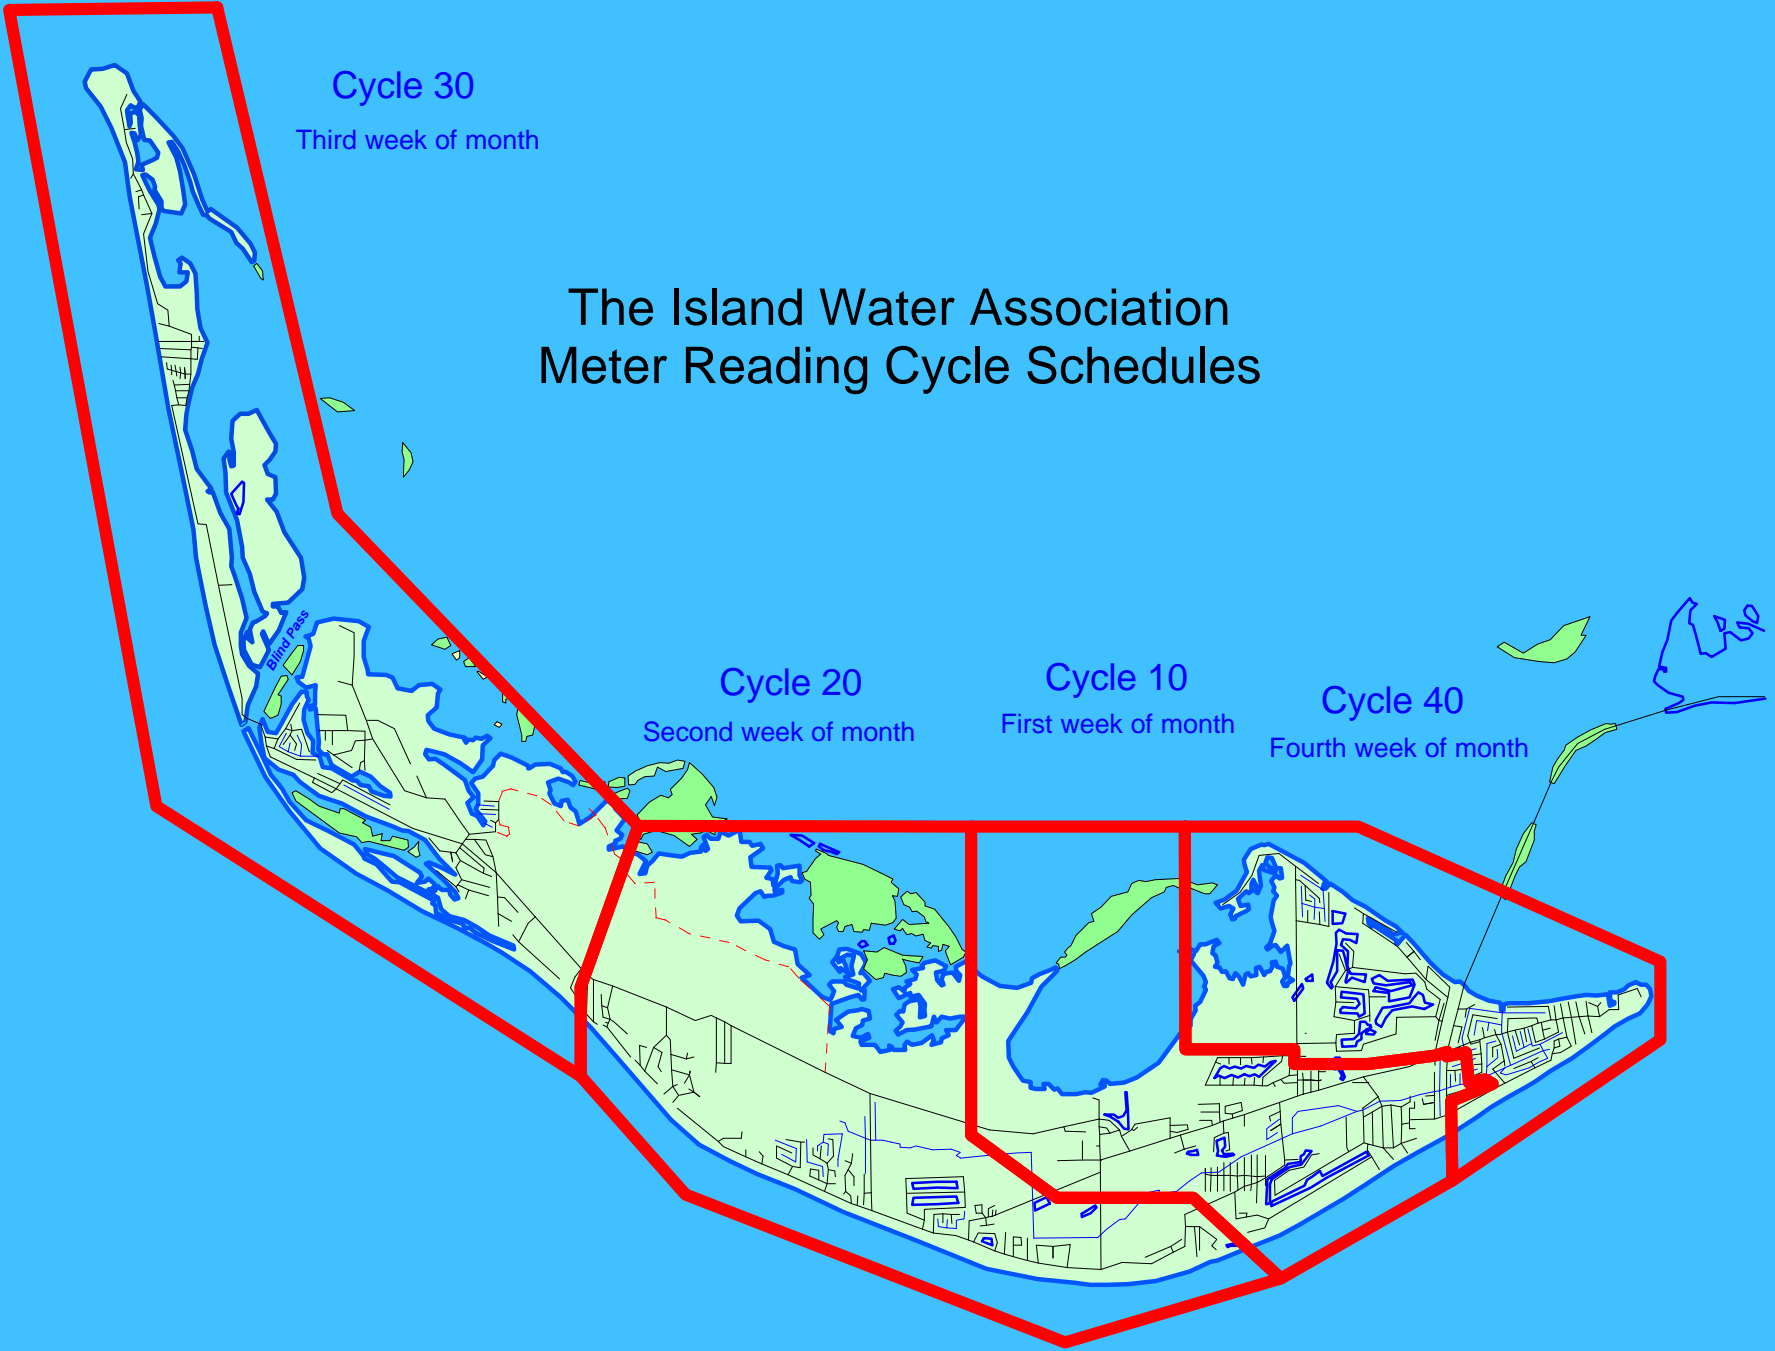 Cycle 30
Third week of month
The Island Water Association
Meter Reading Cycle Schedules
Blind Pass
Cycle 20
Second week of month
Cycle 10
First week of month
Cycle 40
Fourth week of month